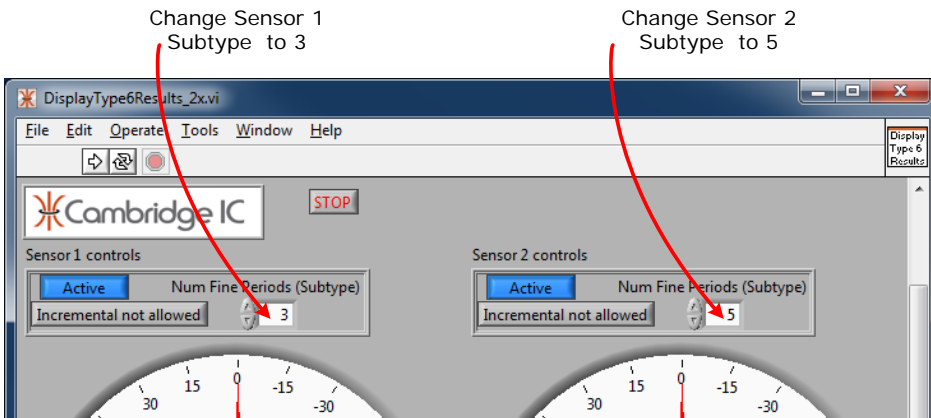 Change Sensor 1
Subtype to 3
Change Sensor 2
Subtype to 5
DisplayType6Results_2x.vi
File Edit Operate Tools Window Help
Display
Type 6
Results
Cambridge IC
STOP
Sensor 1 controls
Active
Num Fine Periods (Subtype)
Incremental not allowed
3
Sensor 2 controls
Active
Num Fine Periods (Subtype)
Incremental not allowed
5
30 15 0 -15 -30
30 15 0 -15 -30